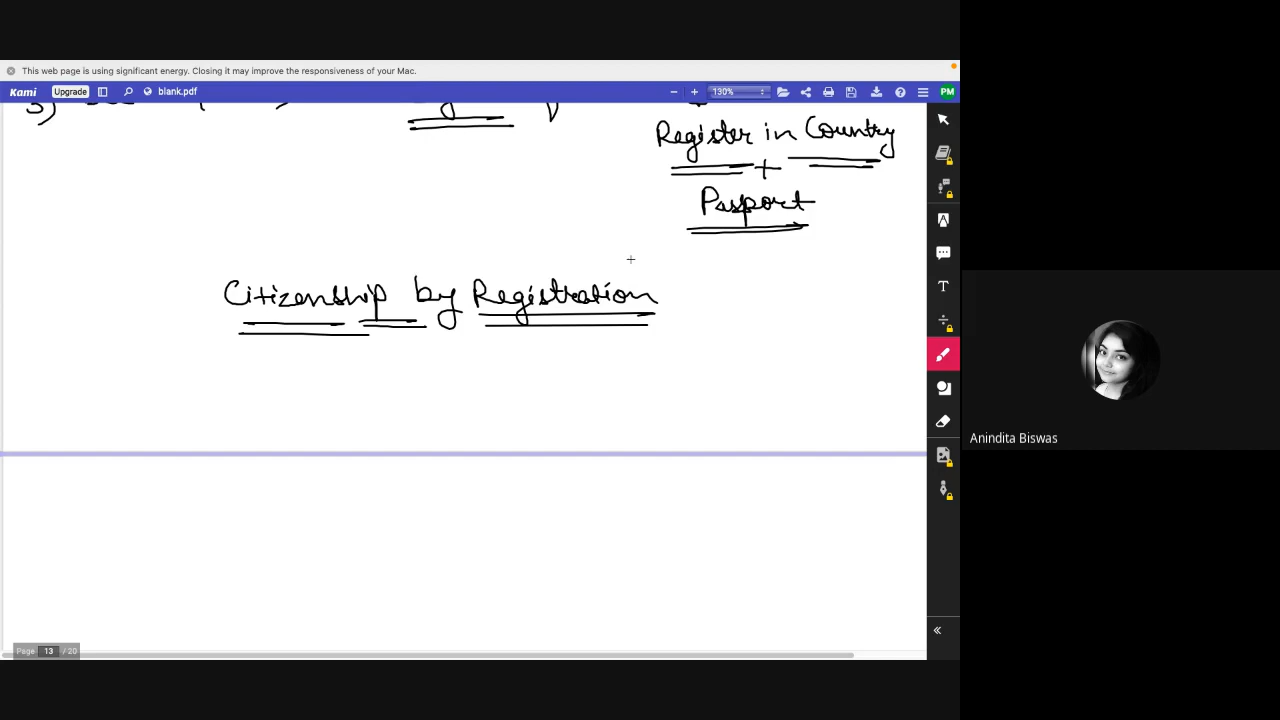 This web page is using significant energy. Closing it may improve the responsiveness of your Mac.
Kami Upgrade blank.pdf 130% PM
3)
Register in Country
+
Passport
Citizenship by Registration
Anindita Biswas
Page 13 / 20